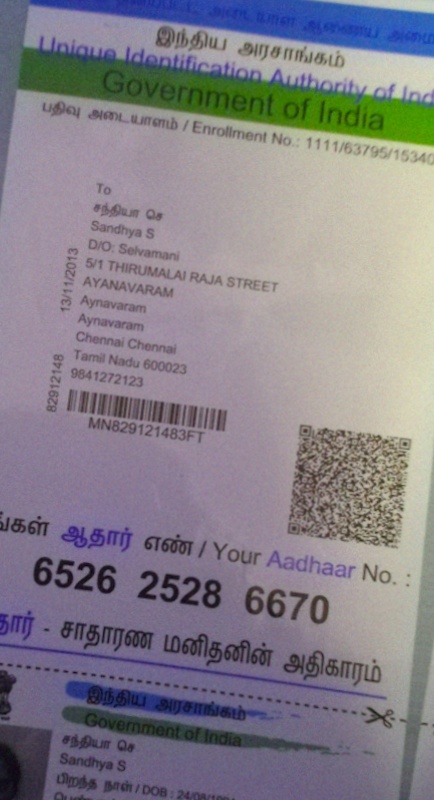 இந்திய அரசாங்கம்
Unique Identification Authority of Ind
Government of India
பதிவு அடையாளம் / Enrollment No.: 1111/63795/15340
To
சந்தியா செ
Sandhya S
D/O: Selvamani
5/1 THIRUMALAI RAJA STREET
AYANAVARAM
Aynavaram
Aynavaram
Chennai Chennai
Tamil Nadu 600023
9841272123
13/11/2013
82912148
MN829121483FT
ங்கள் ஆதார் எண் / Your Aadhaar No. :
6526 2528 6670
தார் - சாதாரண மனிதனின் அதிகாரம்
இந்திய அரசாங்கம்
Government of India
சந்தியா செ
Sandhya S
பிறந்த நாள் / DOB :